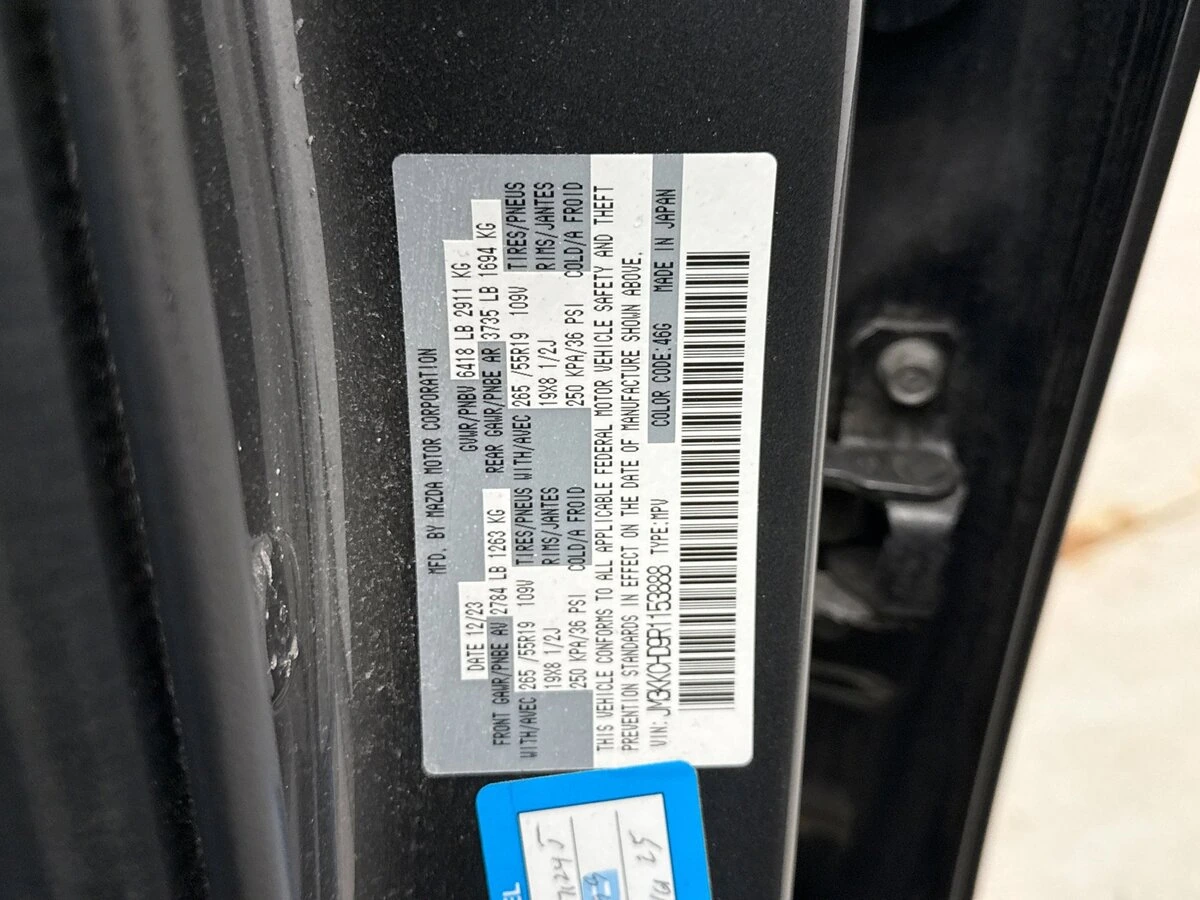 MFD. BY MAZDA MOTOR CORPORATION
DATE 12/23 GVWR/PNBV 6418 LB 2911 KG
FRONT GAWR/PNBE AV 2784 LB 1263 KG REAR GAWR/PNBE AR 3735 LB 1694 KG
WITH/AVEC 265 /55R19 109V TIRES/PNEUS WITH/AVEC 265 /55R19 109V TIRES/PNEUS
19X8 1/2J RIMS/JANTES 19X8 1/2J RIMS/JANTES
250 KPA/36 PSI COLD/A FROID 250 KPA/36 PSI COLD/A FROID
THIS VEHICLE CONFORMS TO ALL APPLICABLE FEDERAL MOTOR VEHICLE SAFETY AND THEFT
PREVENTION STANDARDS IN EFFECT ON THE DATE OF MANUFACTURE SHOWN ABOVE.
VIN: JM3KKCHD9R1153888 TYPE:MPV COLOR CODE:46G MADE IN JAPAN
25